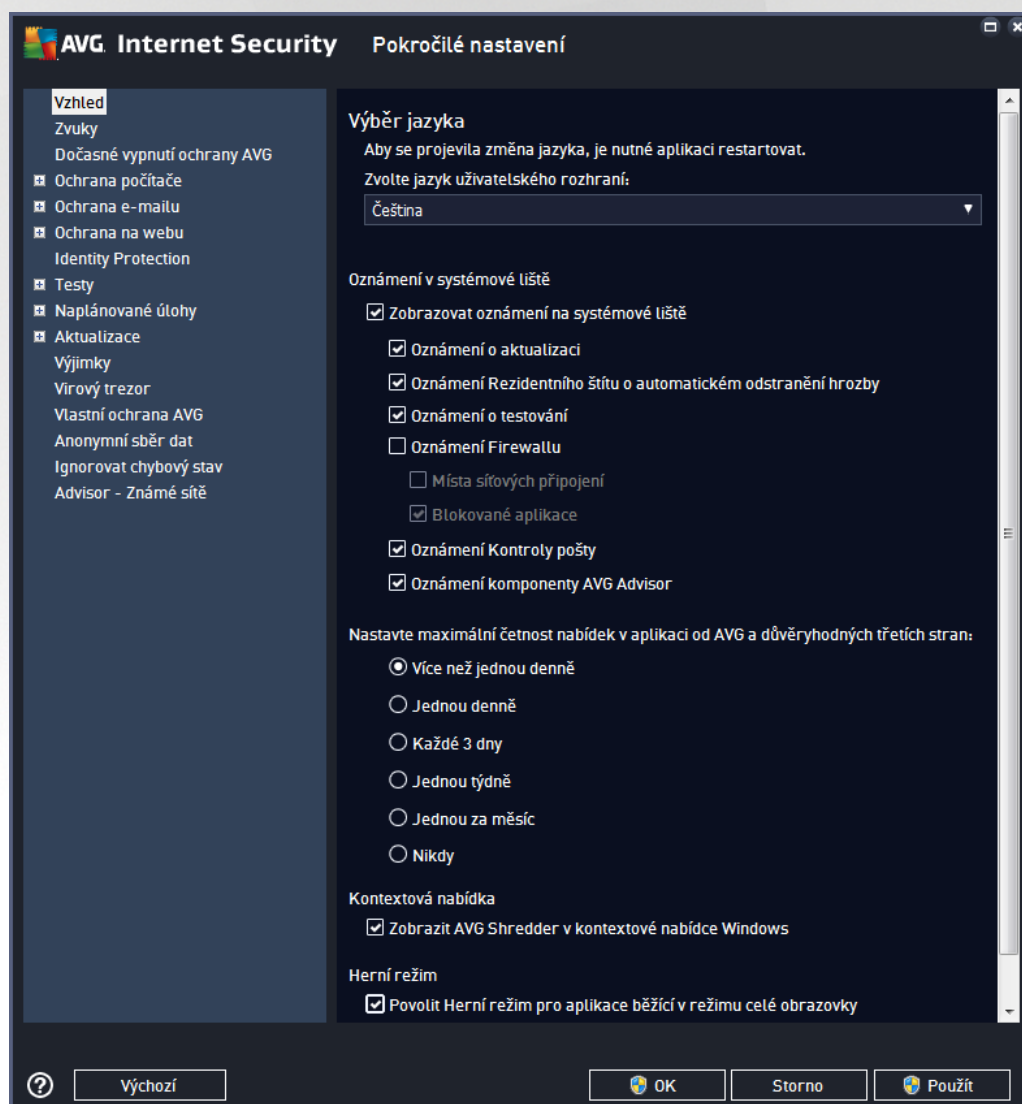 AVG. Internet Security Pokročilé nastavení
Vzhled
Zvuky
Dočasné vypnutí ochrany AVG
Ochrana počítače
Ochrana e-mailu
Ochrana na webu
Identity Protection
Testy
Naplánované úlohy
Aktualizace
Výjimky
Virový trezor
Vlastní ochrana AVG
Anonymní sběr dat
Ignorovat chybový stav
Advisor - Známé sítě
Výběr jazyka
Aby se projevila změna jazyka, je nutné aplikaci restartovat.
Zvolte jazyk uživatelského rozhraní:
Čeština
Oznámení v systémové liště
Zobrazovat oznámení na systémové liště
Oznámení o aktualizaci
Oznámení Rezidentního štítu o automatickém odstranění hrozby
Oznámení o testování
Oznámení Firewallu
Místa síťových připojení
Blokované aplikace
Oznámení Kontroly pošty
Oznámení komponenty AVG Advisor
Nastavte maximální četnost nabídek v aplikaci od AVG a důvěryhodných třetích stran:
Více než jednou denně
Jednou denně
Každé 3 dny
Jednou týdně
Jednou za měsíc
Nikdy
Kontextová nabídka
Zobrazit AVG Shredder v kontextové nabídce Windows
Herní režim
Povolit Herní režim pro aplikace běžící v režimu celé obrazovky
? Výchozí OK Storno Použít